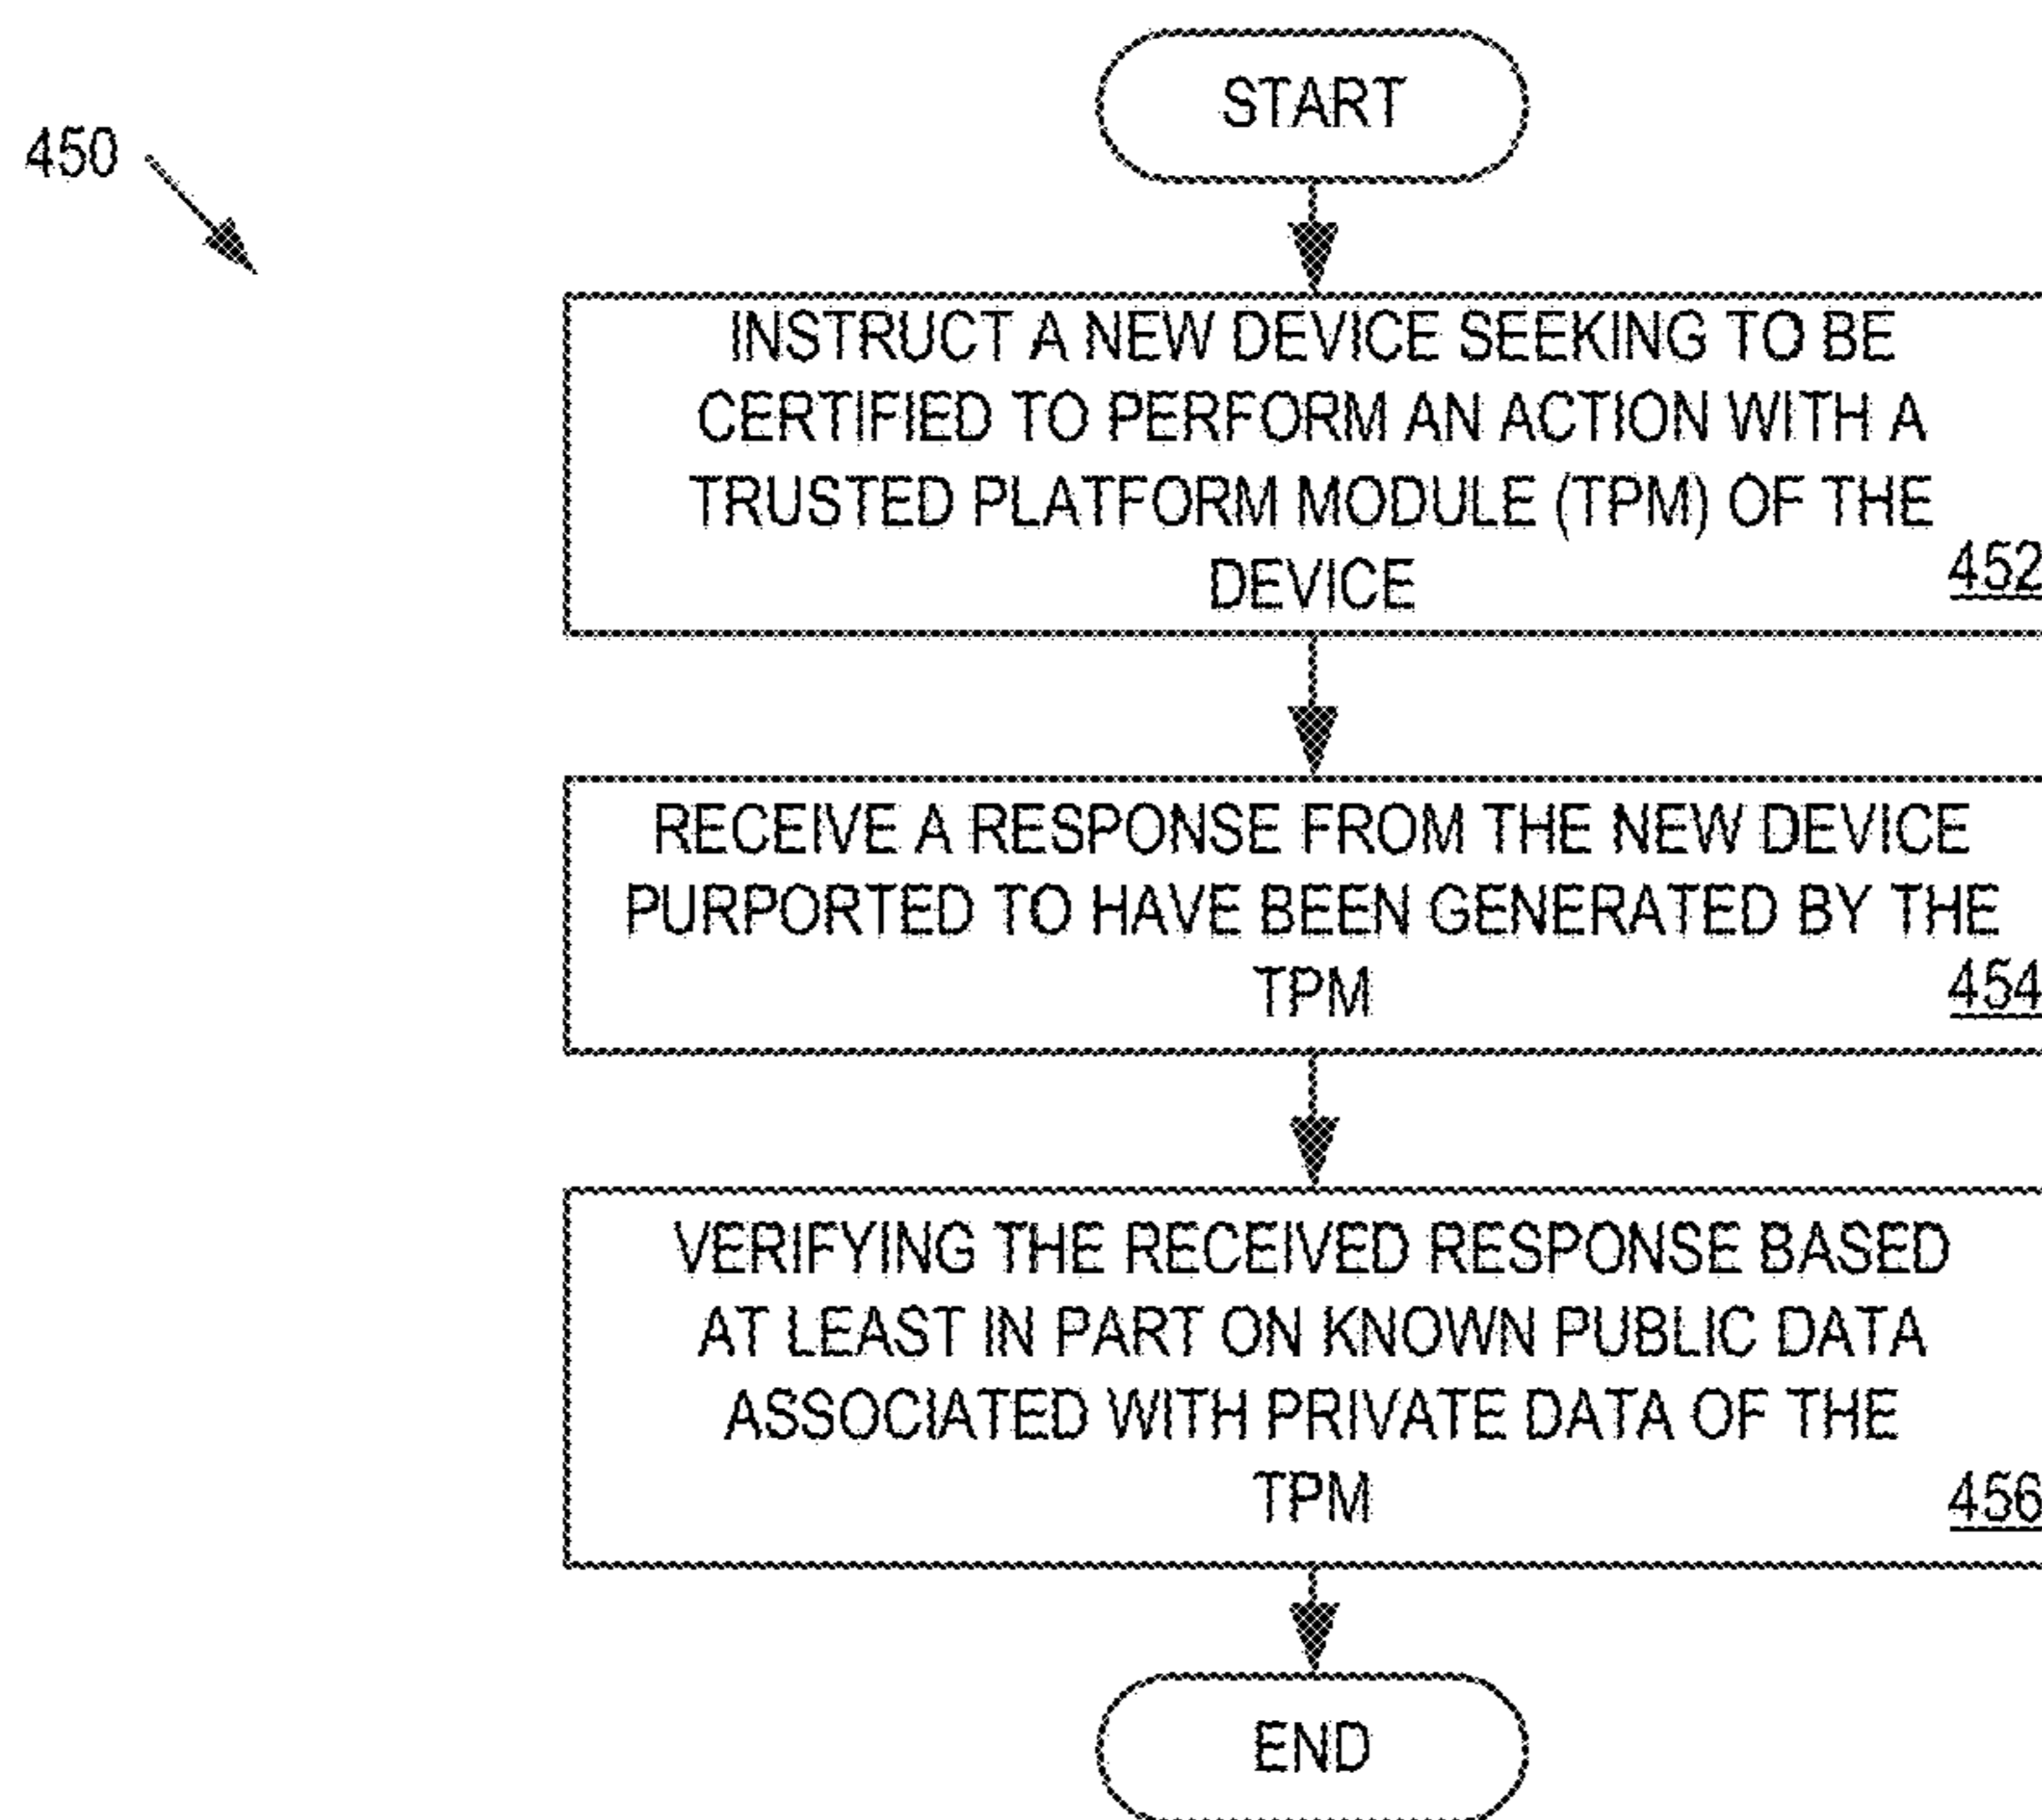 START
450
INSTRUCT A NEW DEVICE SEEKING TO BE
CERTIFIED TO PERFORM AN ACTION WITH A
TRUSTED PLATFORM MODULE (TPM) OF THE
DEVICE
452
RECEIVE A RESPONSE FROM THE NEW DEVICE
PURPORTED TO HAVE BEEN GENERATED BY THE
TPM
454
VERIFYING THE RECEIVED RESPONSE BASED
AT LEAST IN PART ON KNOWN PUBLIC DATA
ASSOCIATED WITH PRIVATE DATA OF THE
TPM
456
END